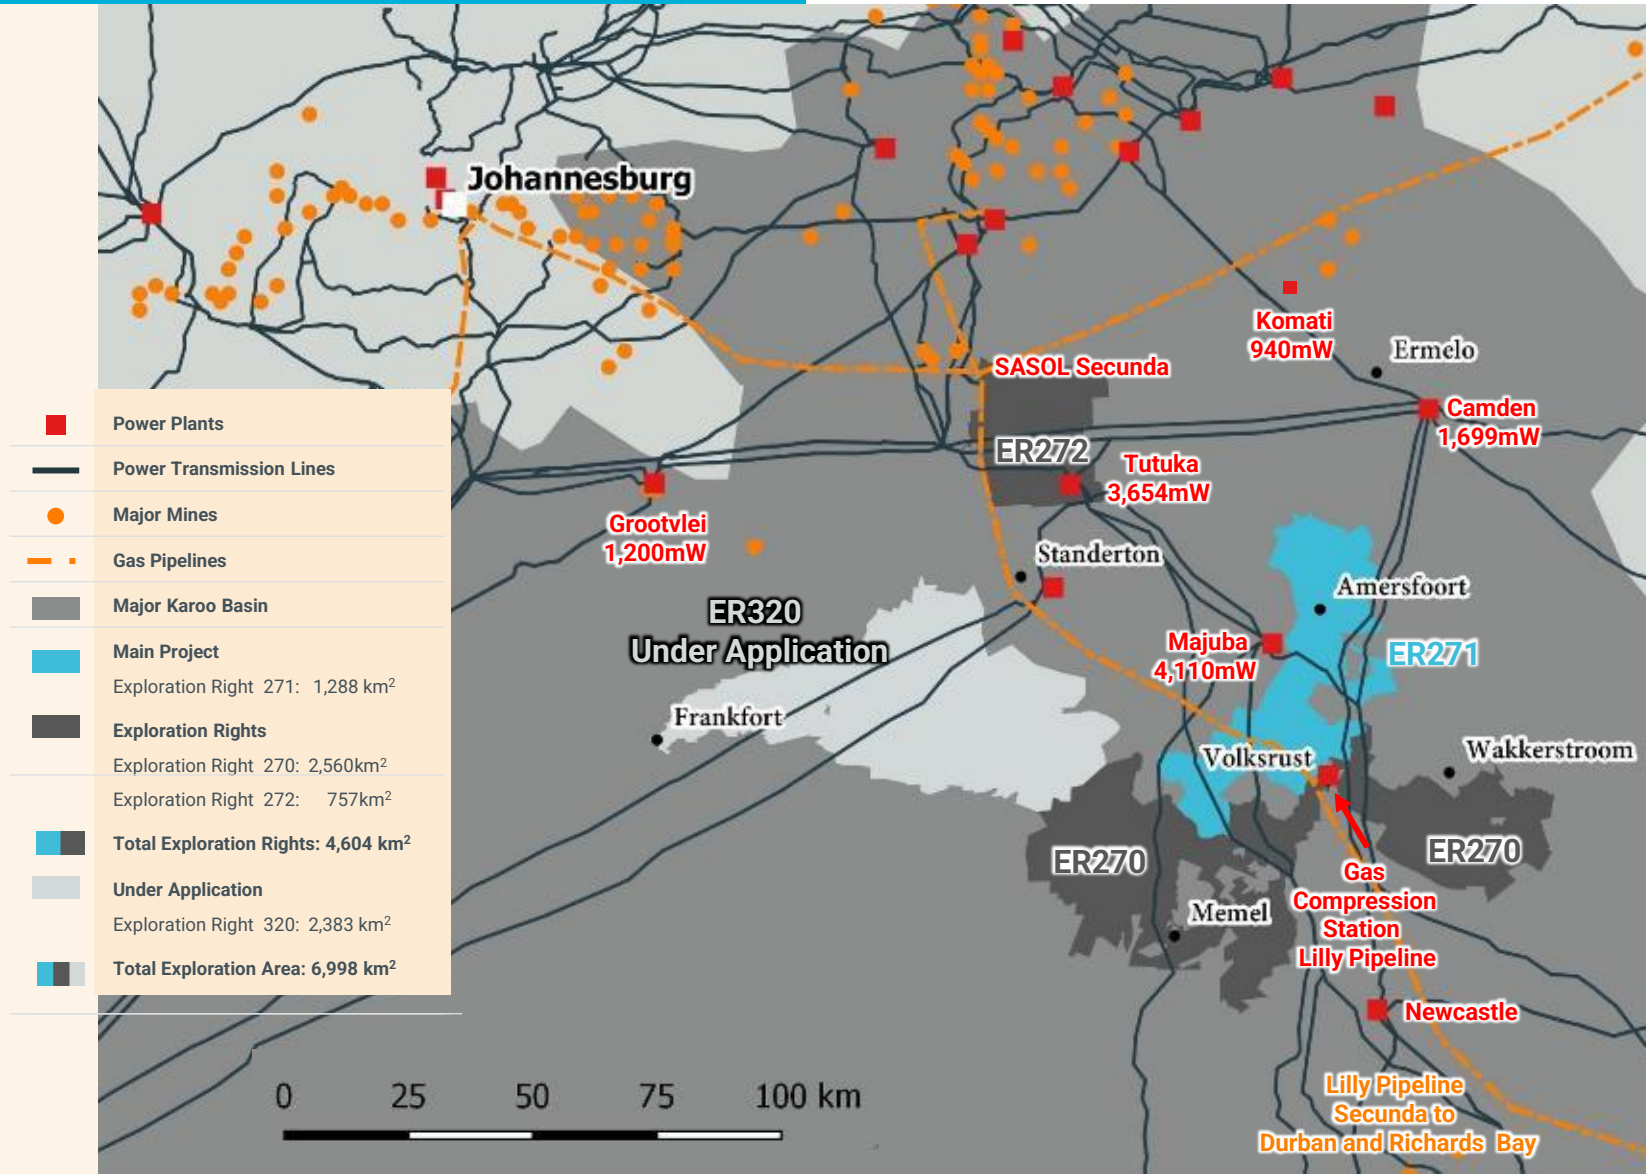 Johannesburg
Komati
940mW
Ermelo
SASOL Secunda
Camden
1,699mW
ER272
Tutuka
3,654mW
Grootvlei
1,200mW
Standerton
Amersfoort
ER320
Under Application
Majuba
4,110mW
ER271
Frankfort
Volksrust
Wakkerstroom
ER270
ER270
Gas
Compression
Station
Lilly Pipeline
Memel
Newcastle
Lilly Pipeline
Secunda to
Durban and Richards Bay
Power Plants
Power Transmission Lines
Major Mines
Gas Pipelines
Major Karoo Basin
Main Project
Exploration Right 271: 1,288 km²
Exploration Rights
Exploration Right 270: 2,560km²
Exploration Right 272: 757km²
Total Exploration Rights: 4,604 km²
Under Application
Exploration Right 320: 2,383 km²
Total Exploration Area: 6,998 km²
0 25 50 75 100 km